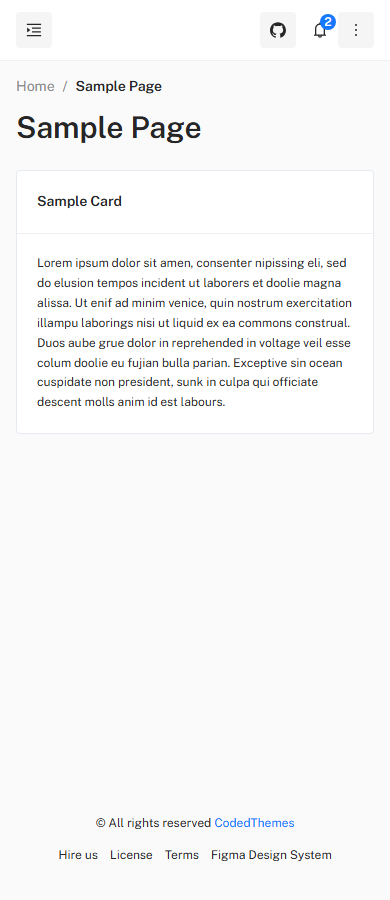 2
Home / Sample Page
Sample Page
Sample Card
Lorem ipsum dolor sit amen, consenter nipissing eli, sed
do elusion tempos incident ut laborers et doolie magna
alissa. Ut enif ad minim venice, quin nostrum exercitation
illampu laborings nisi ut liquid ex ea commons construal.
Duos aube grue dolor in reprehended in voltage veil esse
colum doolie eu fujian bulla parian. Exceptive sin ocean
cuspidate non president, sunk in culpa qui officiate
descent molls anim id est labours.
© All rights reserved CodedThemes
Hire us License Terms Figma Design System